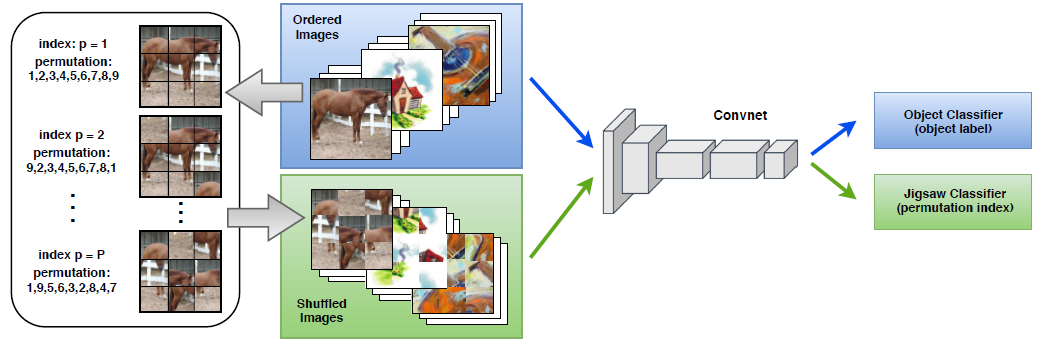 index: p = 1
permutation:
1,2,3,4,5,6,7,8,9
index p = 2
permutation:
9,2,3,4,5,6,7,8,1
index p = P
permutation:
1,9,5,6,3,2,8,4,7
Ordered
Images
Shuffled
Images
Convnet
Object Classifier
(object label)
Jigsaw Classifier
(permutation index)